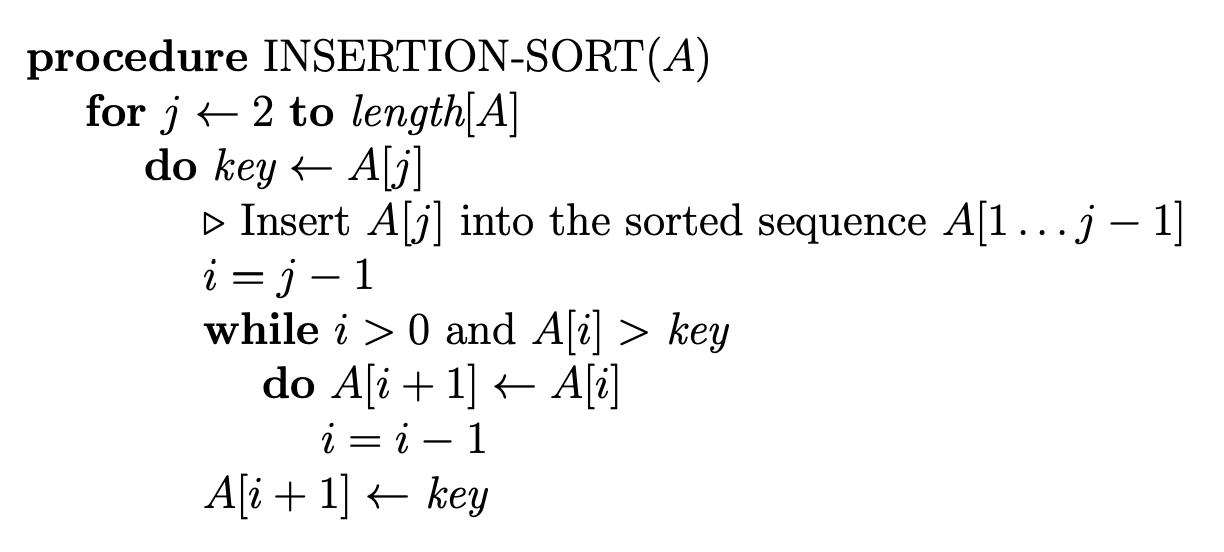 procedure INSERTION-SORT(A)
for j ← 2 to length[A]
do key ← A[j]
▹ Insert A[j] into the sorted sequence A[1 … j − 1]
i = j − 1
while i > 0 and A[i] > key
do A[i + 1] ← A[i]
i = i − 1
A[i + 1] ← key